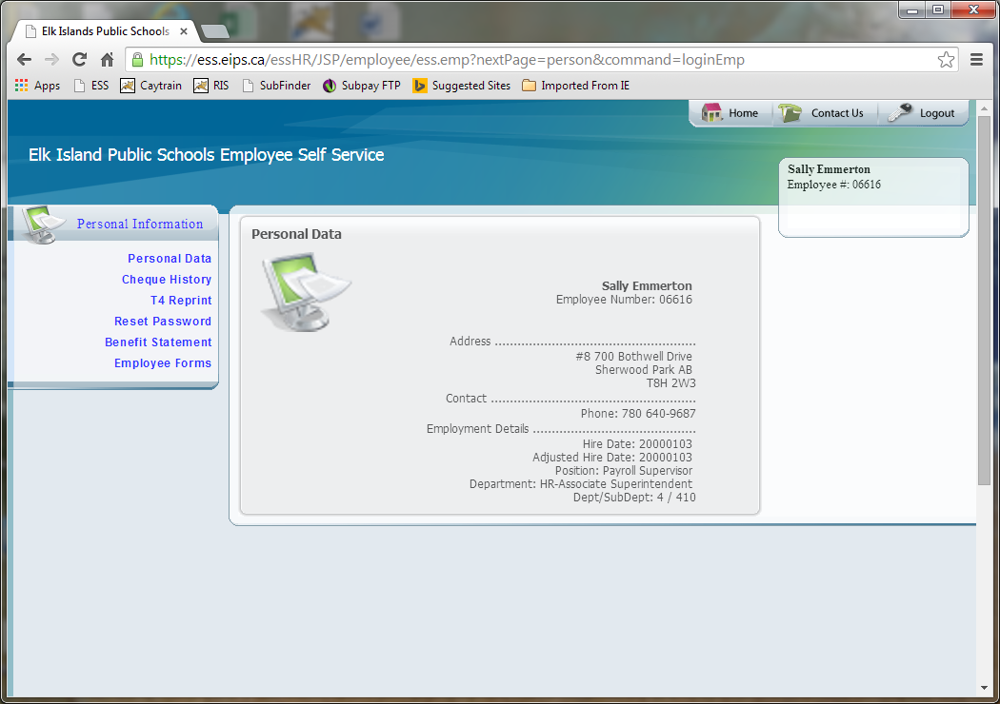 Elk Islands Public Schools
https://ess.eips.ca/essHR/JSP/employee/ess.emp?nextPage=person&command=loginEmp
Apps ESS Caytrain RIS SubFinder Subpay FTP Suggested Sites Imported From IE
Home Contact Us Logout
Elk Island Public Schools Employee Self Service
Sally Emmerton
Employee #: 06616
Personal Information
Personal Data
Cheque History
T4 Reprint
Reset Password
Benefit Statement
Employee Forms
Personal Data
Sally Emmerton
Employee Number: 06616
Address .....................................................
#8 700 Bothwell Drive
Sherwood Park AB
T8H 2W3
Contact ......................................................
Phone: 780 640-9687
Employment Details ...........................................
Hire Date: 20000103
Adjusted Hire Date: 20000103
Position: Payroll Supervisor
Department: HR-Associate Superintendent
Dept/SubDept: 4 / 410